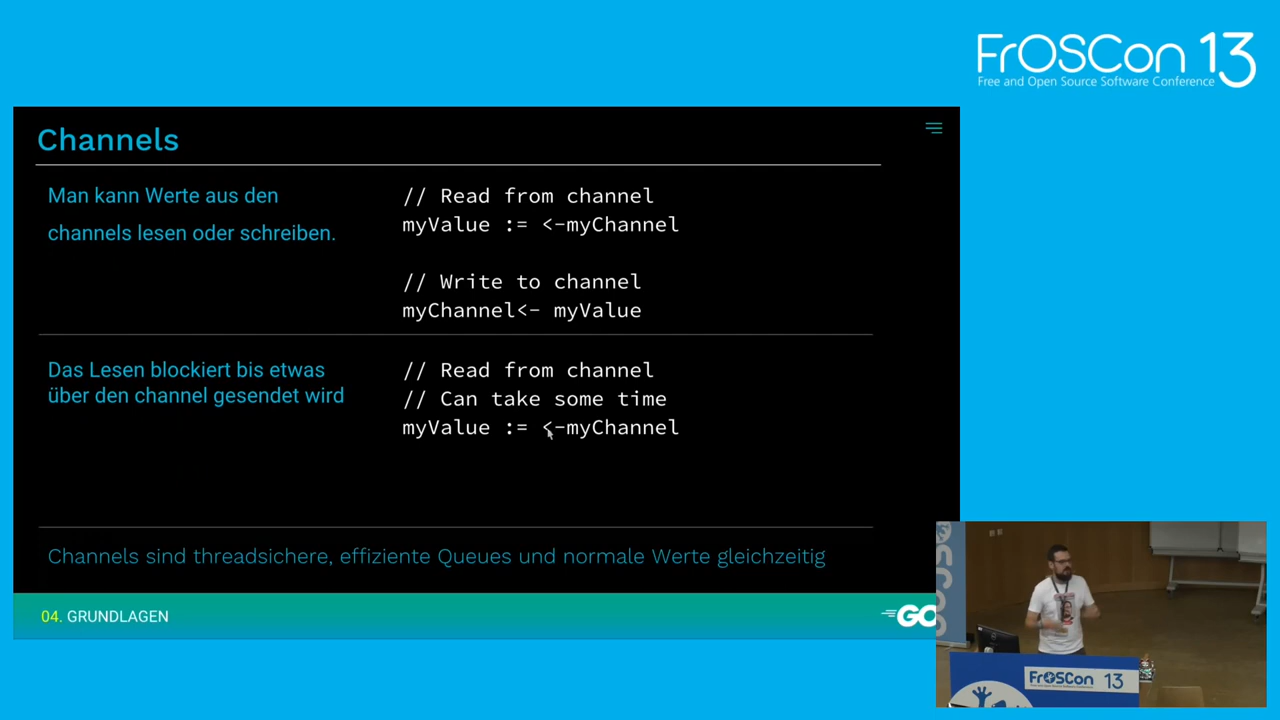 FrOSCon 13
Free and Open Source Software Conference
Channels
Man kann Werte aus den
channels lesen oder schreiben.
// Read from channel
myValue := <-myChannel
// Write to channel
myChannel<- myValue
Das Lesen blockiert bis etwas
über den channel gesendet wird
// Read from channel
// Can take some time
myValue := <-myChannel
Channels sind threadsichere, effiziente Queues und normale Werte gleichzeitig
04. GRUNDLAGEN
GO
OSCO
FrOSCon 13